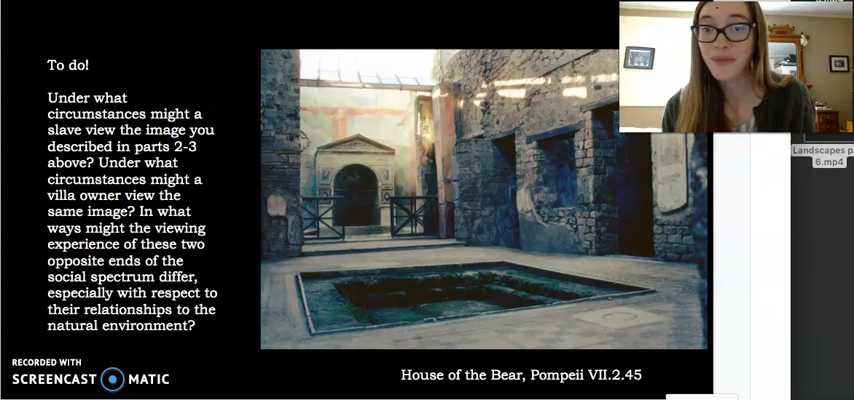 To do!
Under what
circumstances might a
slave view the image you
described in parts 2-3
above? Under what
circumstances might a
villa owner view the
same image? In what
ways might the viewing
experience of these two
opposite ends of the
social spectrum differ,
especially with respect to
their relationships to the
natural environment?
House of the Bear, Pompeii VII.2.45
Landscapes p
6.mp4
RECORDED WITH
SCREENCAST MATIC